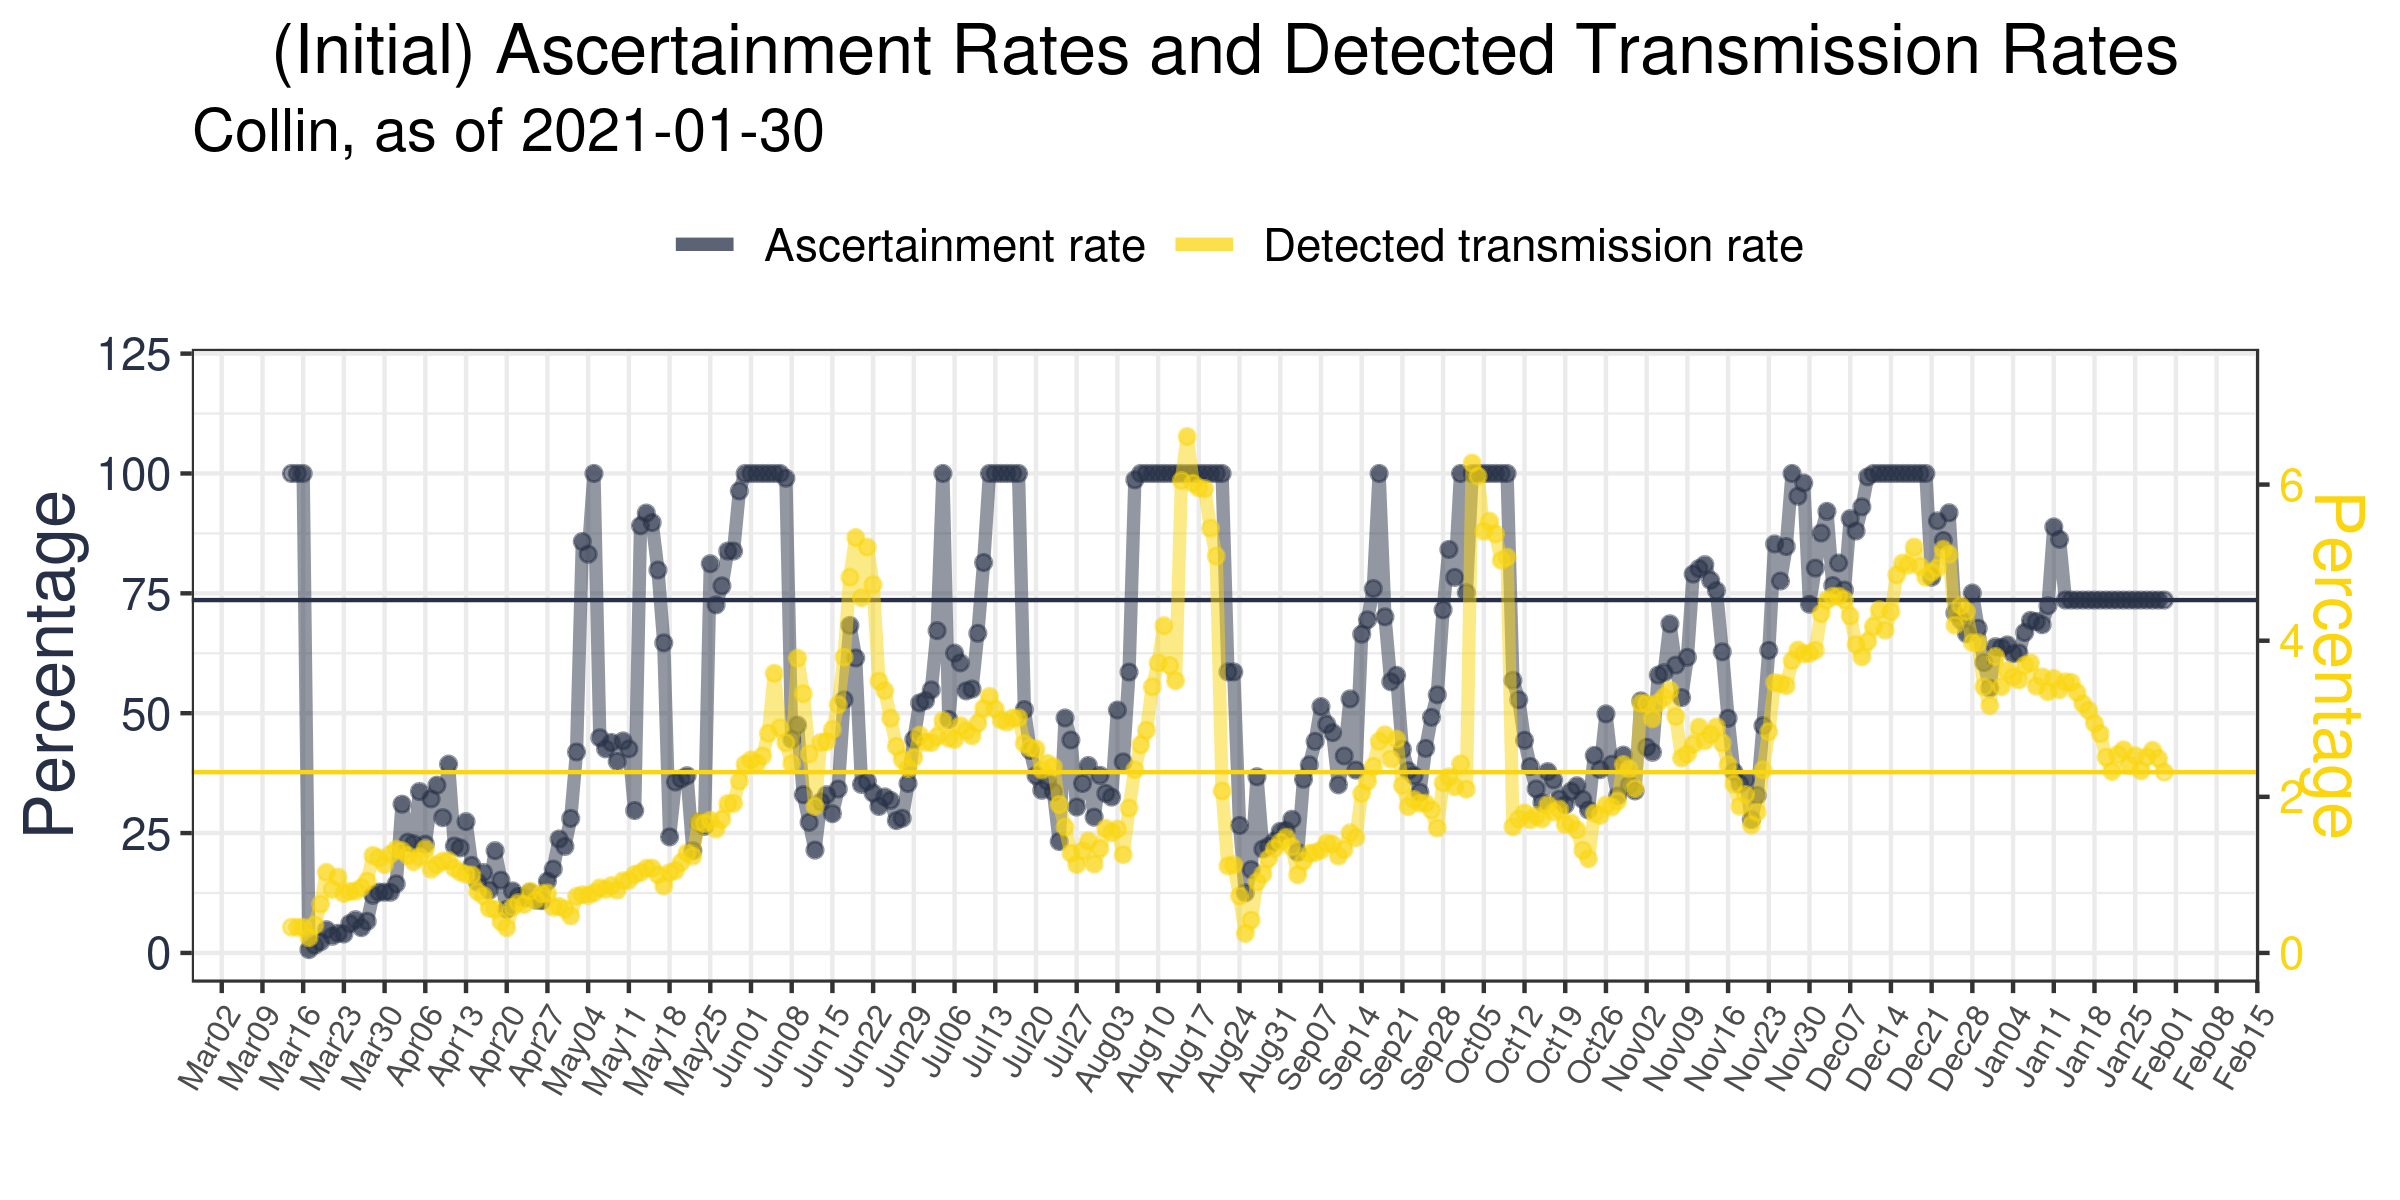 (Initial) Ascertainment Rates and Detected Transmission Rates
Collin, as of 2021-01-30
Ascertainment rate
Detected transmission rate
Percentage
125
100
75
50
25
0
6
4
2
0
Percentage
Mar02
Mar09
Mar16
Mar23
Mar30
Apr06
Apr13
Apr20
Apr27
May04
May11
May18
May25
Jun01
Jun08
Jun15
Jun22
Jun29
Jul06
Jul13
Jul20
Jul27
Aug03
Aug10
Aug17
Aug24
Aug31
Sep07
Sep14
Sep21
Sep28
Oct05
Oct12
Oct19
Oct26
Nov02
Nov09
Nov16
Nov23
Nov30
Dec07
Dec14
Dec21
Dec28
Jan04
Jan11
Jan18
Jan25
Feb01
Feb08
Feb15